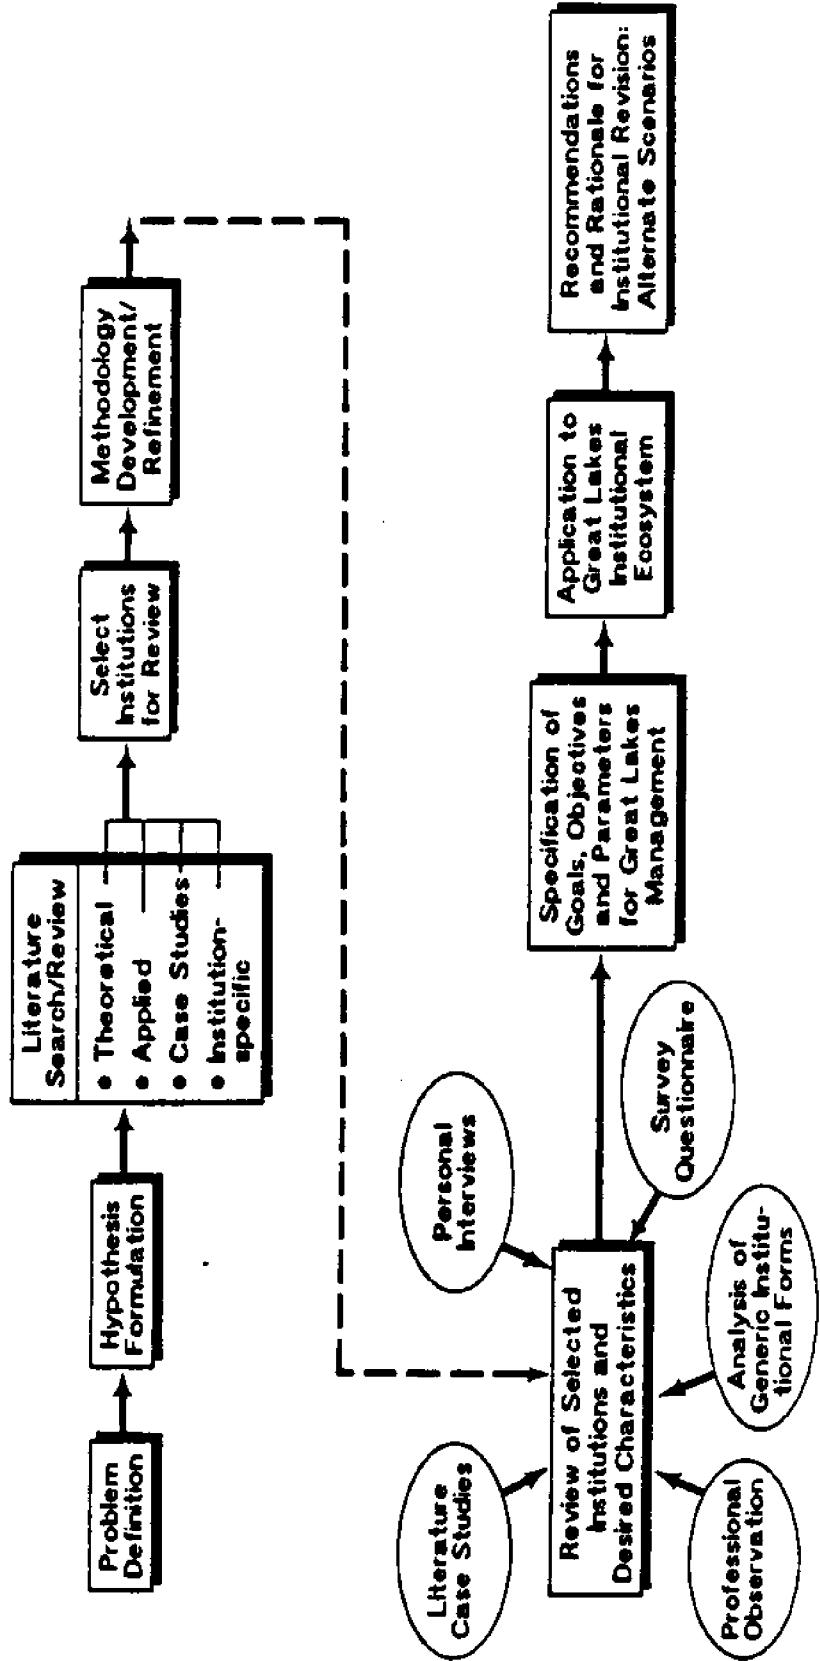 Problem
Definition
Hypothesis
Formulation
Literature
Search/Review
● Theoretical
● Applied
● Case Studies
● Institution-
specific
Select
Institutions
for Review
Methodology
Development/
Refinement
Literature
Case Studies
Personal
Interviews
Review of Selected
Institutions and
Desired Characteristics
Professional
Observation
Analysis of
Generic Institu-
tional Forms
Survey
Questionnaire
Specification of
Goals, Objectives
and Parameters
for Great Lakes
Management
Application to
Great Lakes
Institutional
Ecosystem
Recommendations
and Rationale for
Institutional Revision:
Alternate Scenarios